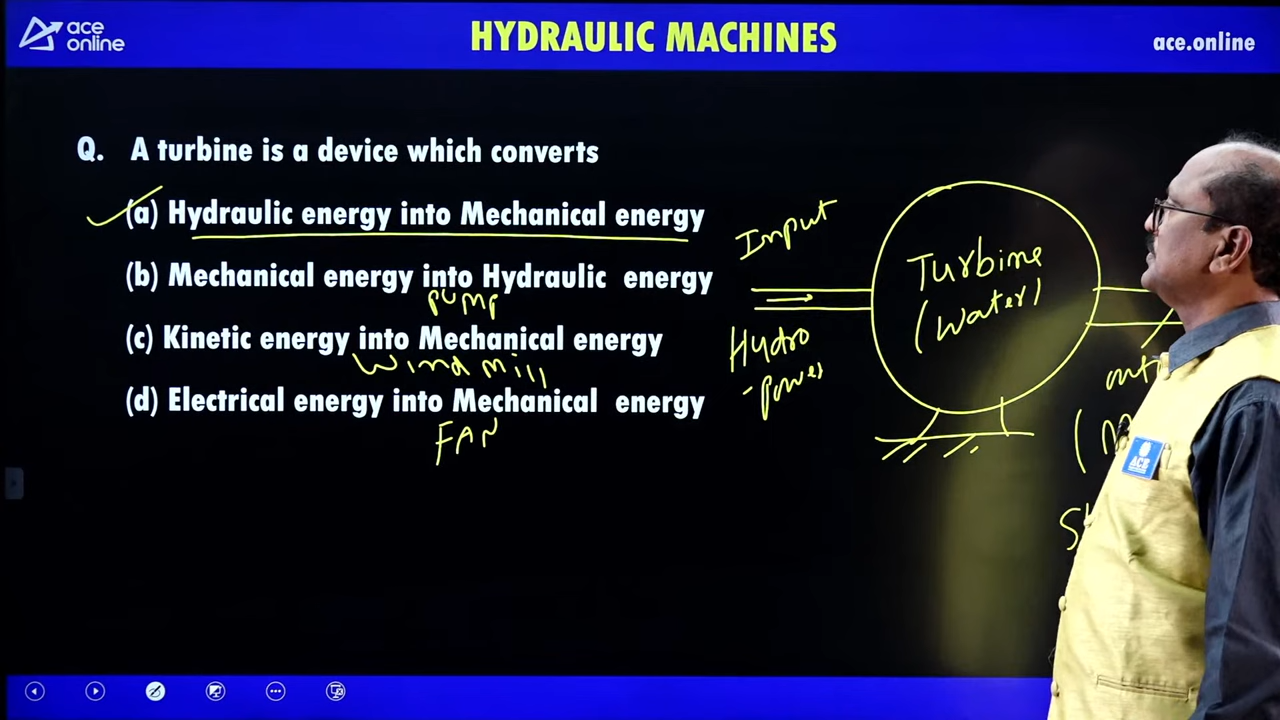 ace
online
HYDRAULIC MACHINES
ace.online
Q. A turbine is a device which converts
(a) Hydraulic energy into Mechanical energy
(b) Mechanical energy into Hydraulic energy
pump
(c) Kinetic energy into Mechanical energy
Wind mill
(d) Electrical energy into Mechanical energy
FAN
Input
Hydro
-power
Turbine
(water)
ACE